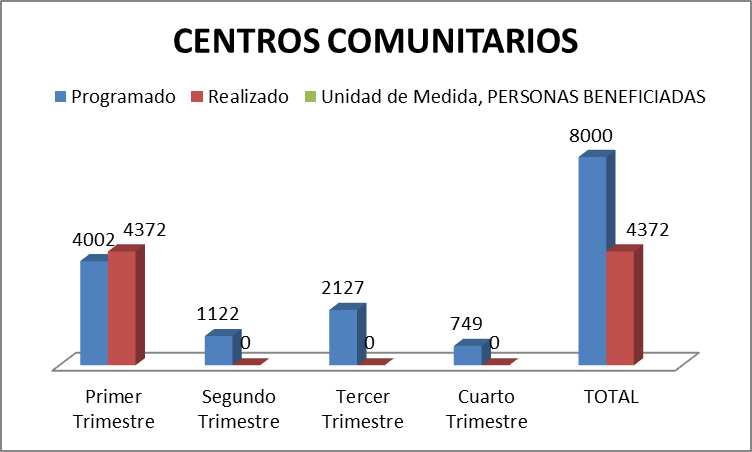 CENTROS COMUNITARIOS
Programado Realizado Unidad de Medida, PERSONAS BENEFICIADAS
8000
4002 4372 4372
2127
1122
749
0 0 0
Primer Segundo Tercer Cuarto TOTAL
Trimestre Trimestre Trimestre Trimestre